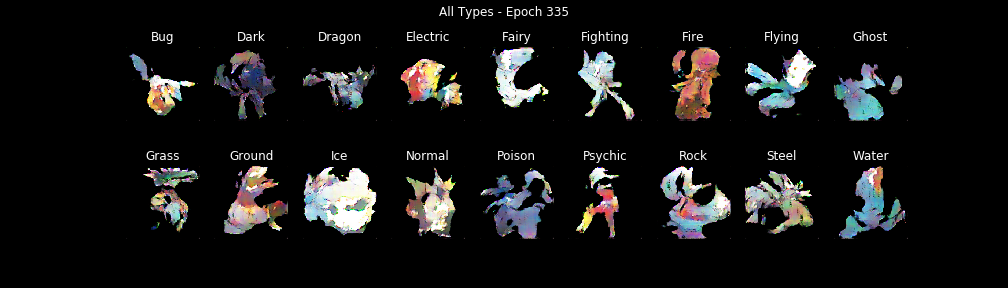 All Types - Epoch 335
Bug Dark Dragon Electric Fairy Fighting Fire Flying Ghost
Grass Ground Ice Normal Poison Psychic Rock Steel Water